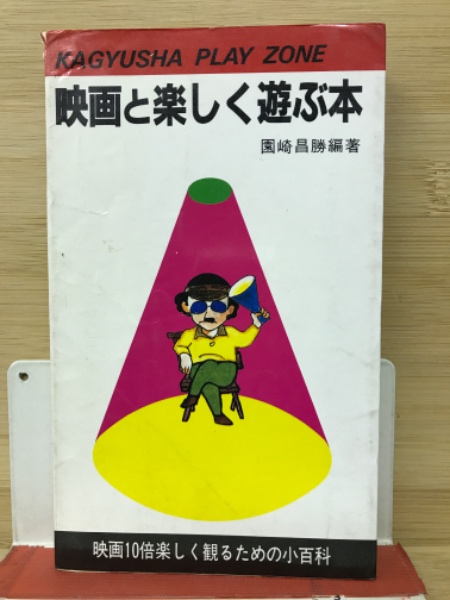 KAGYUSHA PLAY ZONE
映画と楽しく遊ぶ本
園崎昌勝編著
映画10倍楽しく観るための小百科